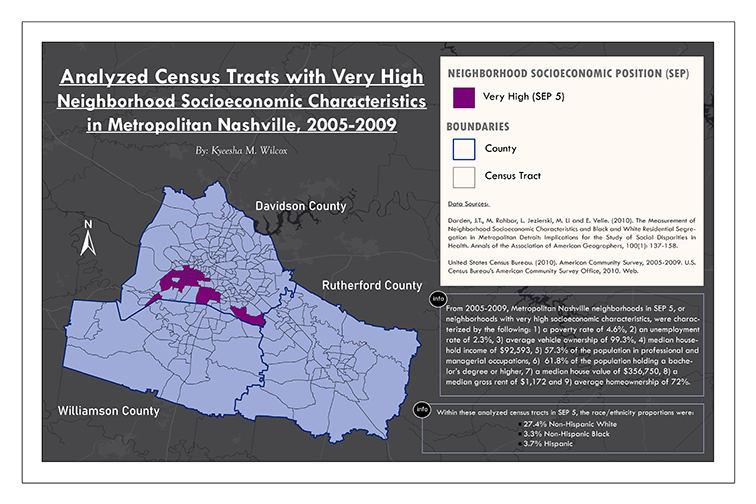 Analyzed Census Tracts with Very High
Neighborhood Socioeconomic Characteristics
in Metropolitan Nashville, 2005-2009
By: Kyeesha M. Wilcox
N
Davidson County
Rutherford County
Williamson County
NEIGHBORHOOD SOCIOECONOMIC POSITION (SEP)
Very High (SEP 5)
BOUNDARIES
County
Census Tract
Data Sources:
Darden, J.T., M. Rahbar, L. Jezierski, M. Li and E. Velie. (2010). The Measurement of
Neighborhood Socioeconomic Characteristics and Black and White Residential Segre-
gation in Metropolitan Detroit: Implications for the Study of Social Disparities in
Health. Annals of the Association of American Geographers, 100(1): 137-158.
United States Census Bureau. (2010). American Community Survey, 2005-2009. U.S.
Census Bureau's American Community Survey Office, 2010. Web.
info
From 2005-2009, Metropolitan Nashville neighborhoods in SEP 5, or
neighborhoods with very high socioeconomic characteristics, were charac-
terized by the following: 1) a poverty rate of 4.6%, 2) an unemployment
rate of 2.3%, 3) average vehicle ownership of 99.3%, 4) median house-
hold income of $92,593, 5) 57.3% of the population in professional and
managerial occupations, 6) 61.8% of the population holding a bache-
lor's degree or higher, 7) a median house value of $356,750, 8) a
median gross rent of $1,172 and 9) average homeownership of 72%.
info
Within these analyzed census tracts in SEP 5, the race/ethnicity proportions were:
27.4% Non-Hispanic White
3.3% Non-Hispanic Black
3.7% Hispanic